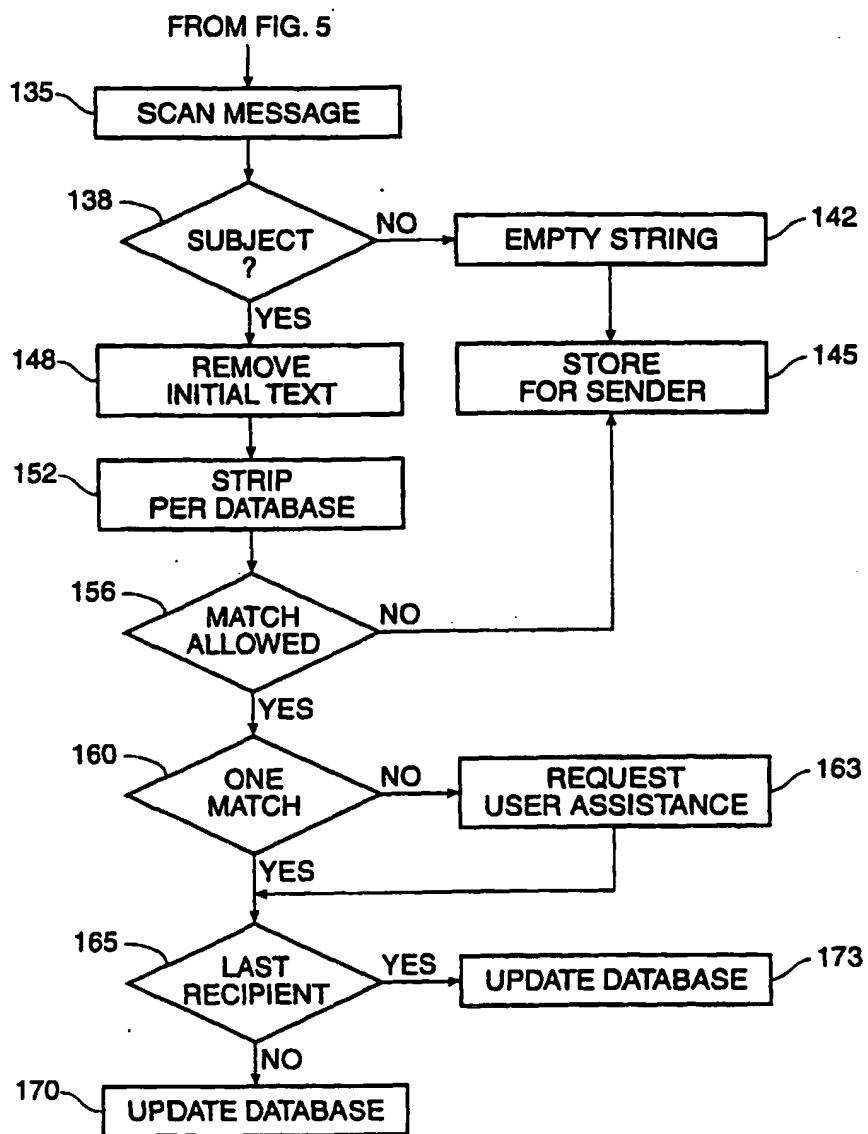 FROM FIG. 5
135
SCAN MESSAGE
138
SUBJECT
?
NO
EMPTY STRING
142
YES
148
REMOVE
INITIAL TEXT
STORE
FOR SENDER
145
152
STRIP
PER DATABASE
156
MATCH
ALLOWED
NO
YES
160
ONE
MATCH
NO
REQUEST
USER ASSISTANCE
163
YES
165
LAST
RECIPIENT
YES
UPDATE DATABASE
173
NO
170
UPDATE DATABASE